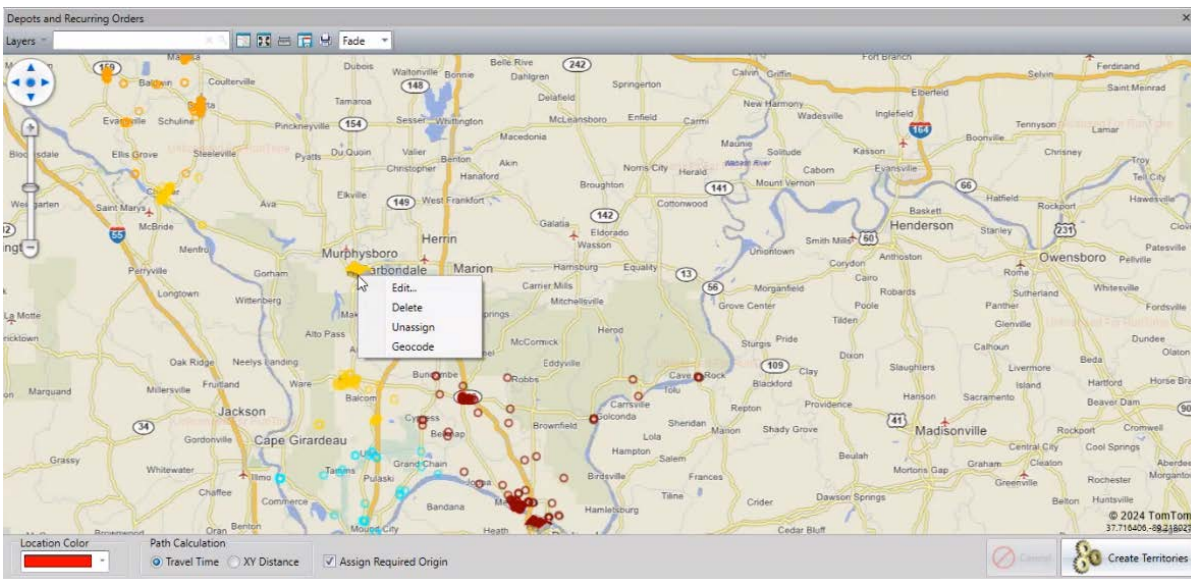 Depots and Recurring Orders
Layers
Fade
159
Baldwin Coulterville
Dubois
Waltonville Bonnie
Belle Rive
Dahlgren
242
148
Springerton
Calvin Griffin
Fort Branch
Selvin
Ferndinand
Saint Meinrad
Elberfeld
Tamaroa
Delafield
New Harmony
Evansville Schuline
Pinckneyville
154
Sesser Whittington
McLeansboro Enfield Carmi
Wadesville
Inglefield
164
Tennyson
Lamar
Boonville
Macedonia
Maunie
Solitude
Kasson
Chrisney
Ellis Grove
Steeleville
Pyatts Du Quoin
Valier
Christopher
Benton
Hanaford
Akin
Norris City
Herald
Evansville
Caborn
Troy
Tell City
Broughton
141
Mount Vernon
66
Elkville
149
West Frankfort
Cottonwood
Hatfield
Rockport
Hawesville
Saint Marys
Ava
142
Baskett
McBride
55
Galatia
Eldorado
Henderson
Stanley
231
Wasson
Smith Mills
60
Menfro
Herrin
Uniontown
Patesville
Murphysboro
Anthoston
Owensboro
Pellville
Carbondale
Marion
Harrisburg
Equality
13
Corydon
Perryville
Gorham
Cairo
Rome
Edit...
Carrier Mills
56
Morganfield
Robards
Sutherland
Whitesville
Longtown
Wittenberg
Mitchellsville
Grove Center
Poole
Panther
Fordsville
Delete
La Motte
Tilden
Glenville
Unassign
Herod
Alto Pass
Geocode
McCormick
Sturgis
Pride
Calhoun
Dundee
Olaton
Oak Ridge
Neelys Landing
Eddyville
Dixon
Beda
109
Clay
Slaughters
Livermore
Buncombe
Robbs
Cave
Rock
Blackford
Island
Hartford
Marquand
Millersville
Fruitland
Ware
Tolu
Balcom
Carrsville
Repton
Providence
Hanson
Sacramento
Beaver Dam
Jackson
Cypress
Golconda
41
34
Belknap
Brownfield
Sheridan
Marion
Shady Grove
Madisonville
Rockport
Cromwell
Gordonville
Cape Girardeau
Lola
Central City
Cool Springs
Hampton
Salem
Beulah
Grassy
Grand Chain
Mortons Gap
Graham
Cleaton
Whitewater
Illmo
Tamms
Pulaski
Birdsville
Frances
Greenville
Rochester
Chaffee
Tiline
Crider
Dawson Springs
Belton
Huntsville
Commerce
Bandana
Hamletsburg
© 2024 TomTom
Oran
Benton
Mound City
Heath
Cedar Bluff
Location Color
Path Calculation
Travel Time
XY Distance
Assign Required Origin
Cancel
Create Territories